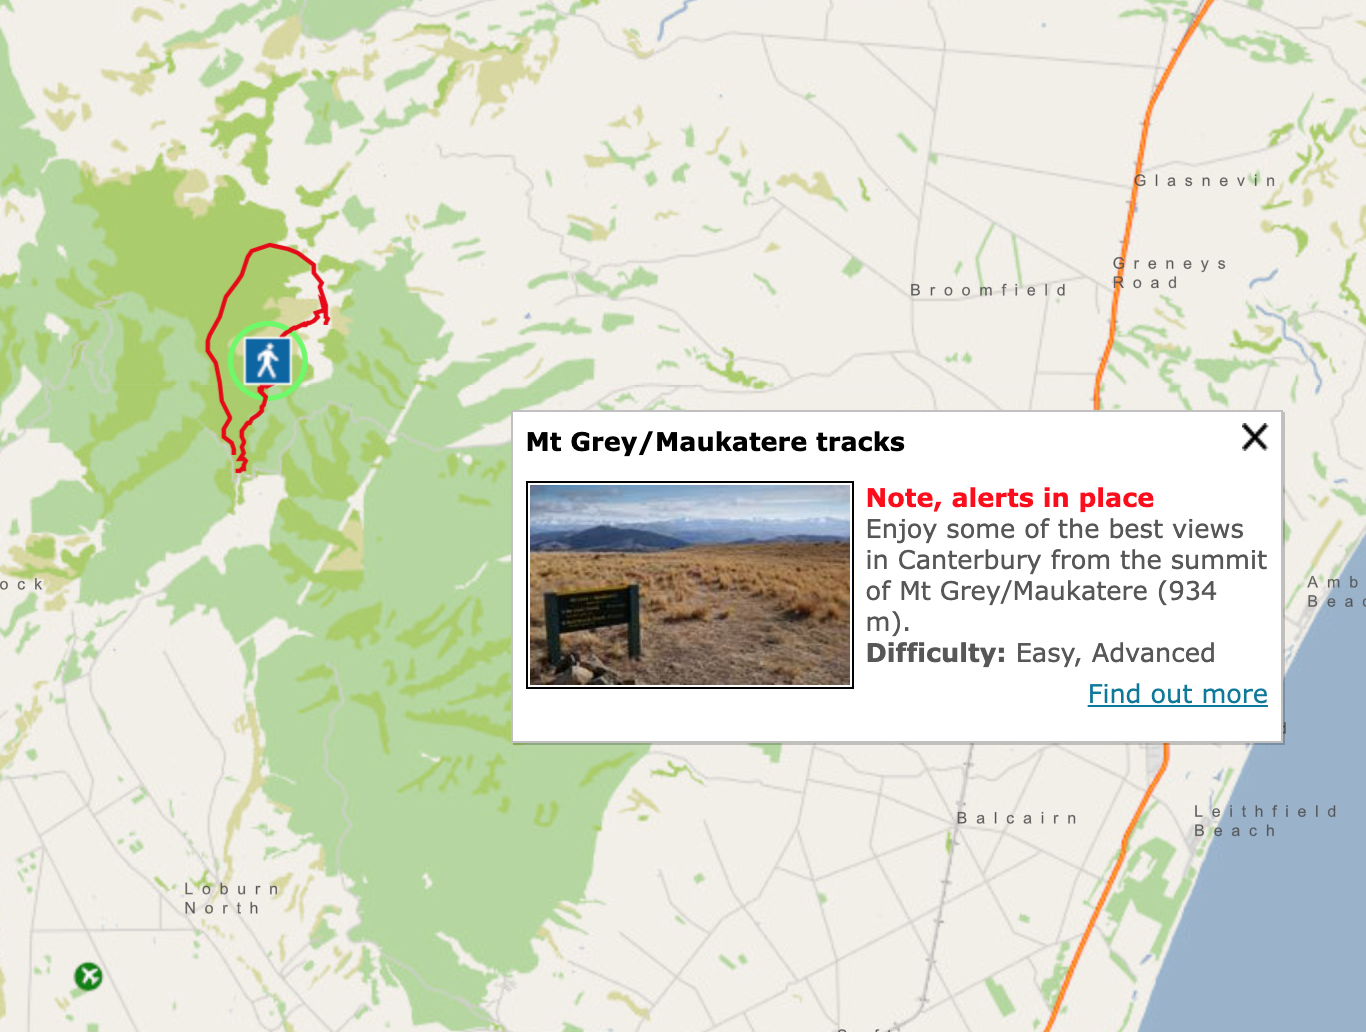 Glasnevin
Greneys
Road
Broomfield
Mt Grey/Maukatere tracks
Note, alerts in place
Enjoy some of the best views
in Canterbury from the summit
of Mt Grey/Maukatere (934
m).
Difficulty: Easy, Advanced
Find out more
ock
Amb
Beac
d
Leithfield
Beach
Balcairn
Loburn
North